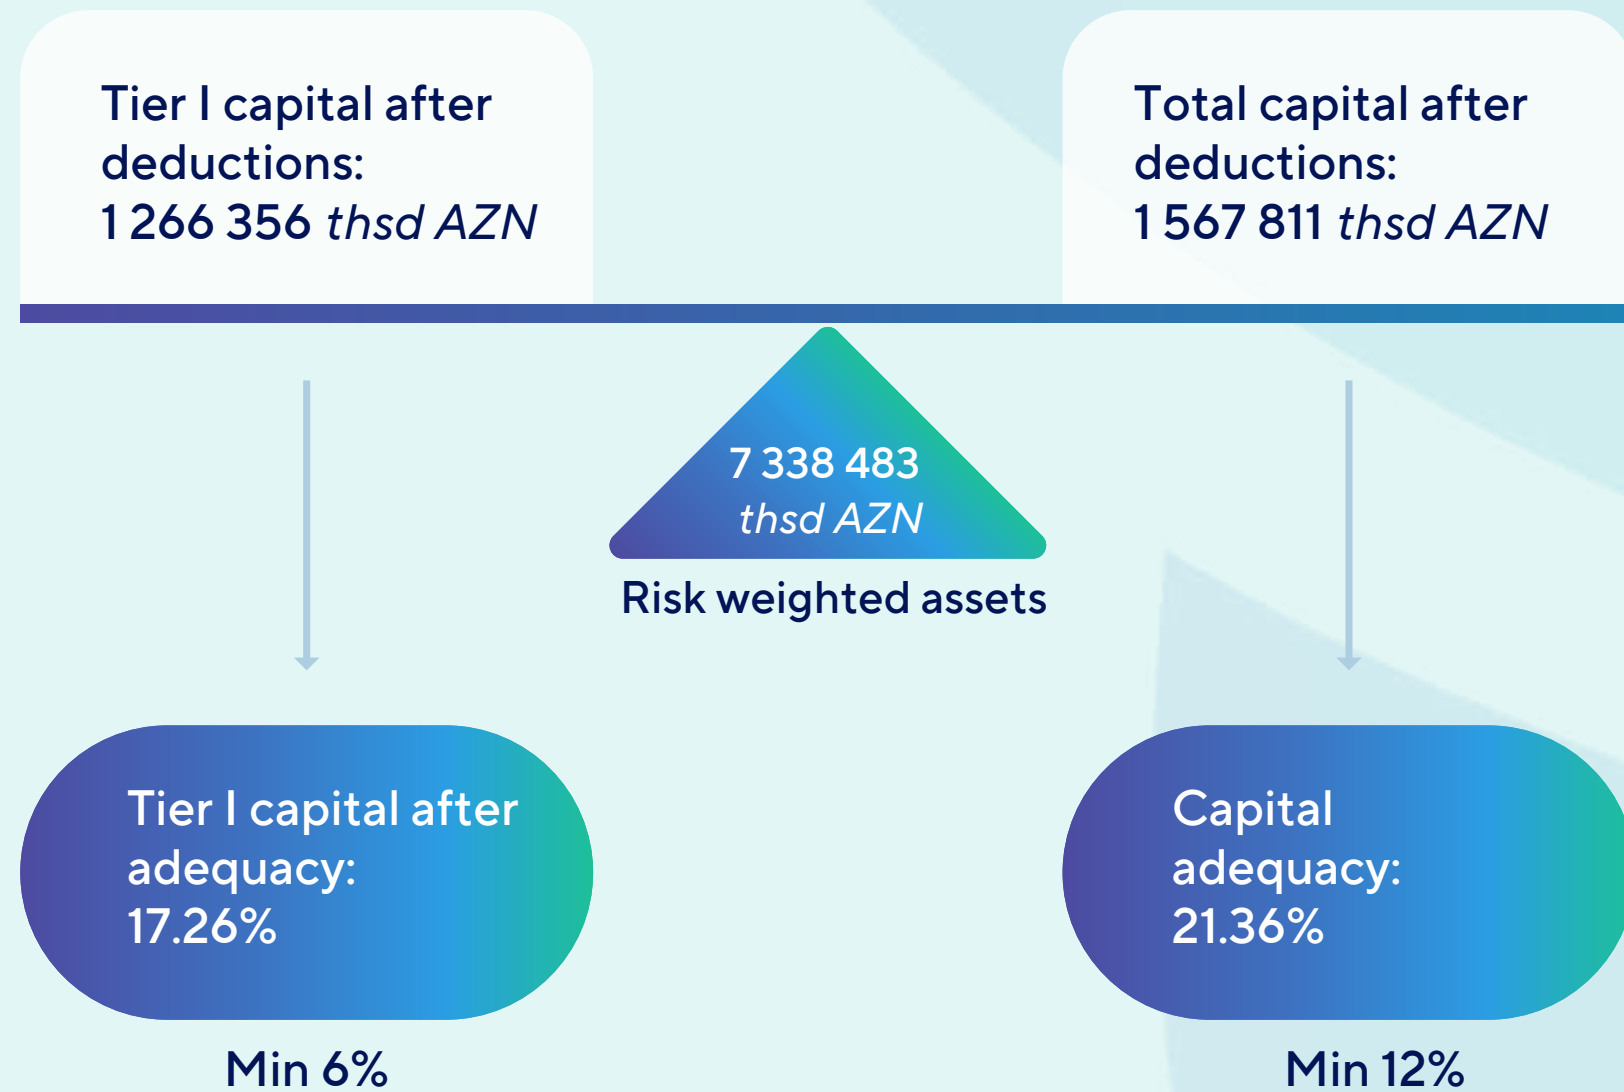 Tier I capital after
deductions:
1 266 356 thsd AZN
Total capital after
deductions:
1 567 811 thsd AZN
7 338 483
thsd AZN
Risk weighted assets
Tier I capital after
adequacy:
17.26%
Min 6%
Capital
adequacy:
21.36%
Min 12%